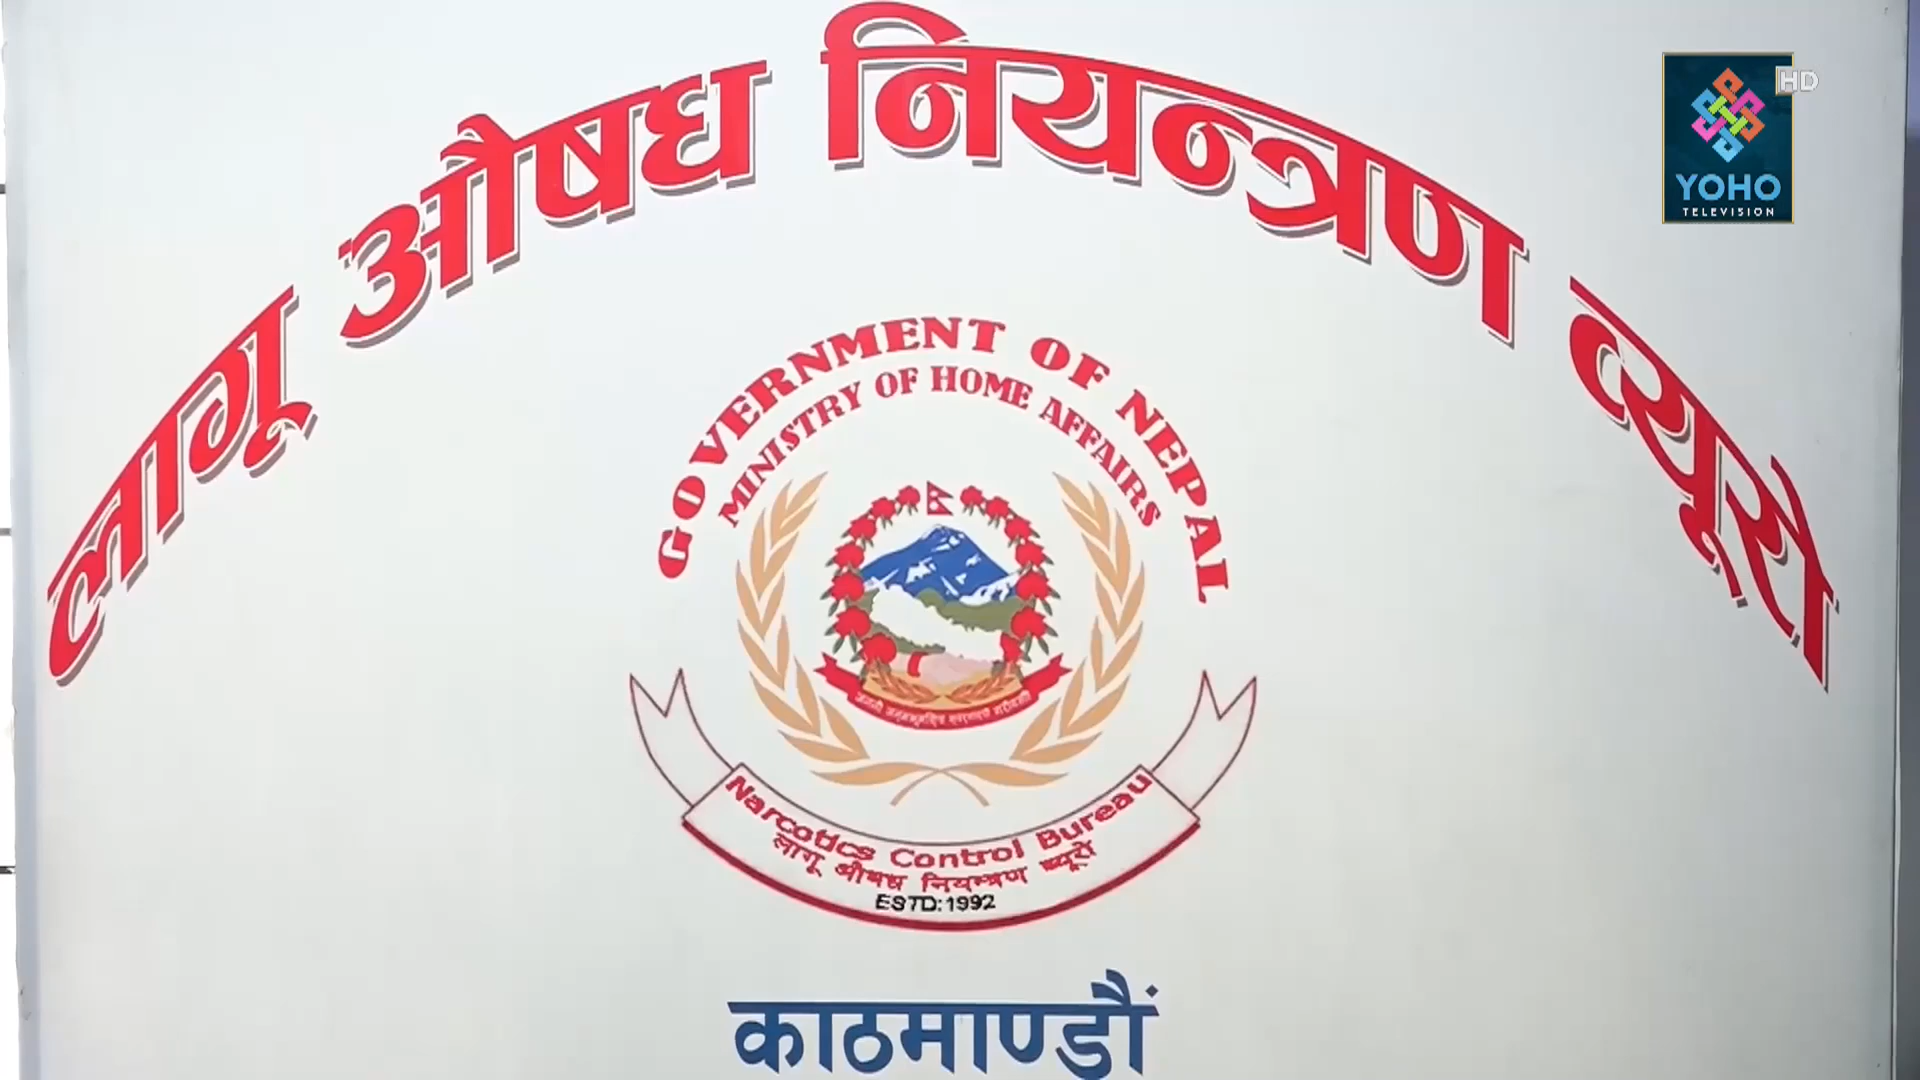 लागू औषध नियन्त्रण ब्यूरो
HD
YOHO
TELEVISION
GOVERNMENT OF NEPAL
MINISTRY OF HOME AFFAIRS
Narcotics Control Bureau
लागू औषध नियन्त्रण ब्यूरो
ESTD:1992
काठमाण्डौं